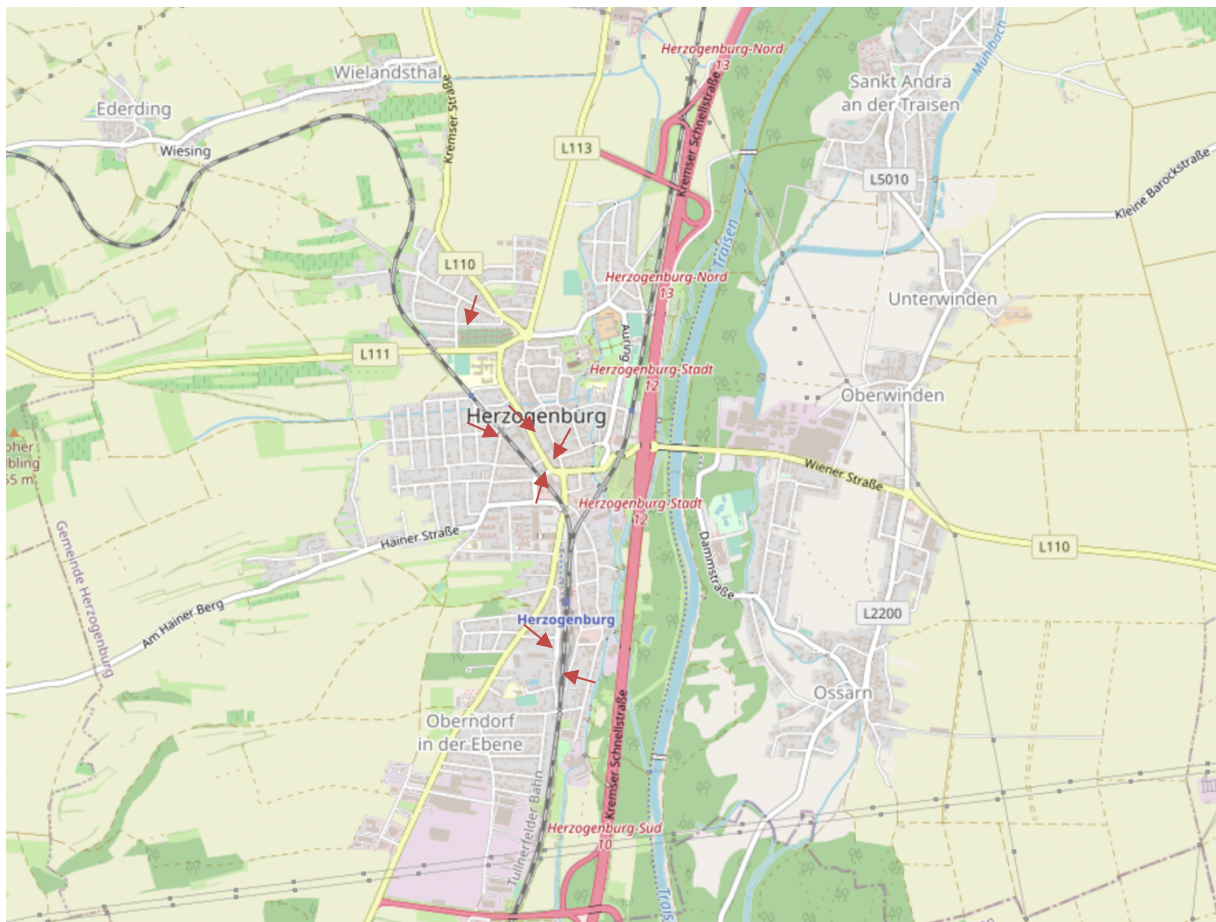 Herzogenburg-Nord
13
Wielandsthal
Mühlbach
Sankt Andrä
an der Traisen
Ederding
Wiesing
Kremser Straße
L113
Kremser Schnellstraße
L5010
Kleine Barockstraße
Traisen
L110
Herzogenburg-Nord
13
Unterwinden
Auring
L111
Herzogenburg-Stadt
12
Oberwinden
Herzogenburg
Wiener Straße
Herzogenburg-Stadt
12
Hainer Straße
L110
Gemeinde Herzogenburg
Dammstraße
Am Hainer Berg
Herzogenburg
L2200
Ossarn
Oberndorf
in der Ebene
Kremser Schnellstraße
Tullnerfelder Bahn
Herzogenburg-Süd
10